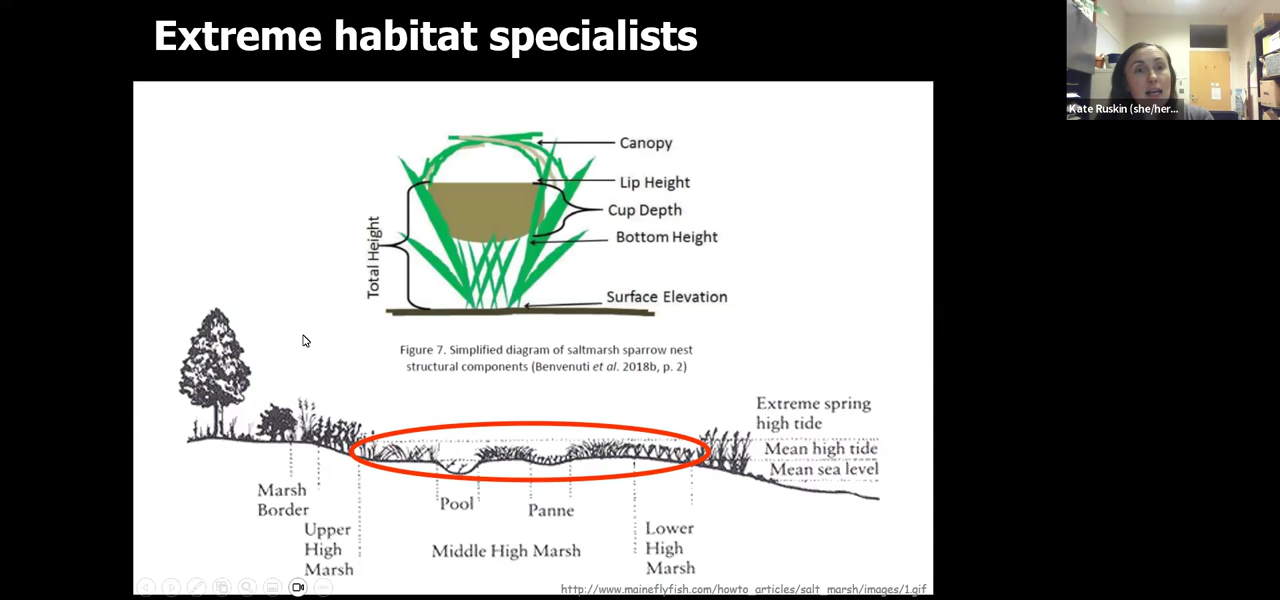 Extreme habitat specialists
Kate Ruskin (she/her...
Canopy
Lip Height
Cup Depth
Bottom Height
Total Height
Surface Elevation
Figure 7. Simplified diagram of saltmarsh sparrow nest
structural components (Benvenuti et al. 2018b, p. 2)
Extreme spring
high tide
Mean high tide
Mean sea level
Marsh
Border
Upper
High
Marsh
Pool
Panne
Middle High Marsh
Lower
High
Marsh
http://www.maineflyfish.com/howto_articles/salt_marsh/images/1.gif